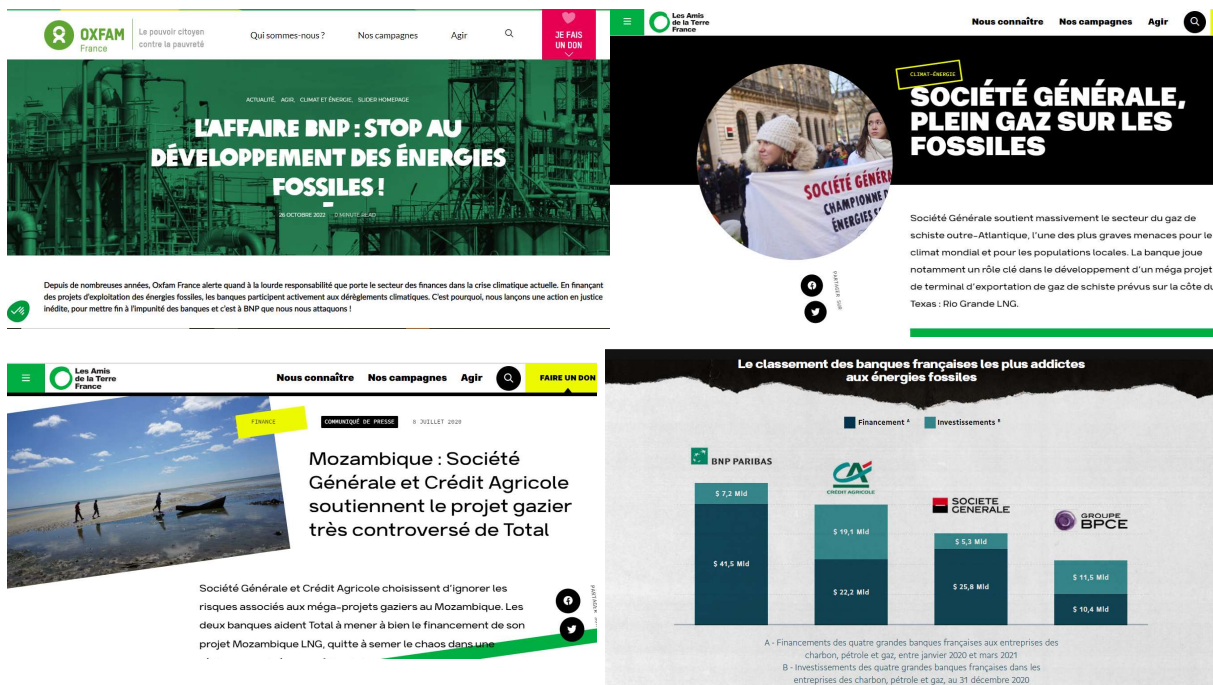 OXFAM
France
Le pouvoir citoyen
contre la pauvreté
Qui sommes-nous ?
Nos campagnes
Agir
JE FAIS
UN DON
ACTUALITÉ, AGIR, CLIMAT ET ÉNERGIE, SLIDER HOMEPAGE
L'AFFAIRE BNP : STOP AU
DÉVELOPPEMENT DES ÉNERGIES
FOSSILES !
26 OCTOBRE 2022 0 MINUTE READ
Depuis de nombreuses années, Oxfam France alerte quand à la lourde responsabilité que porte le secteur des finances dans la crise climatique actuelle. En finançant
des projets d'exploitation des énergies fossiles, les banques participent activement aux dérèglements climatiques. C'est pourquoi, nous lançons une action en justice
inédite, pour mettre fin à l'impunité des banques et c'est à BNP que nous nous attaquons !
Les Amis
de la Terre
France
Nous connaître
Nos campagnes
Agir
CLIMAT-ÉNERGIE
SOCIÉTÉ GÉNÉRALE,
PLEIN GAZ SUR LES
FOSSILES
SOCIÉTÉ GÉNÉRA
CHAMPIONNE D
ÉNERGIES
Société Générale soutient massivement le secteur du gaz de
schiste outre-Atlantique, l'une des plus graves menaces pour le
climat mondial et pour les populations locales. La banque joue
notamment un rôle clé dans le développement d'un méga projet
de terminal d'exportation de gaz de schiste prévus sur la côte du
Texas : Rio Grande LNG.
PARTAGER SUR
Les Amis
de la Terre
France
Nous connaître
Nos campagnes
Agir
FAIRE UN DON
FINANCE
COMMUNIQUÉ DE PRESSE
8 JUILLET 2020
Mozambique : Société
Générale et Crédit Agricole
soutiennent le projet gazier
très controversé de Total
Société Générale et Crédit Agricole choisissent d'ignorer les
risques associés aux méga-projets gaziers au Mozambique. Les
deux banques aident Total à mener à bien le financement de son
projet Mozambique LNG, quitte à semer le chaos dans une
PARTAGER
Le classement des banques françaises les plus addictes
aux énergies fossiles
Financement A
Investissements B
BNP PARIBAS
$ 7,2 Mld
$ 41,5 Mld
CA
CRÉDIT AGRICOLE
$ 19,1 Mld
$ 22,2 Mld
SOCIETE
GENERALE
$ 5,3 Mld
$ 25,8 Mld
GROUPE
BPCE
$ 11,5 Mld
$ 10,4 Mld
A - Financements des quatre grandes banques françaises aux entreprises des
charbon, pétrole et gaz, entre janvier 2020 et mars 2021
B - Investissements des quatre grandes banques françaises dans les
entreprises des charbon, pétrole et gaz, au 31 décembre 2020